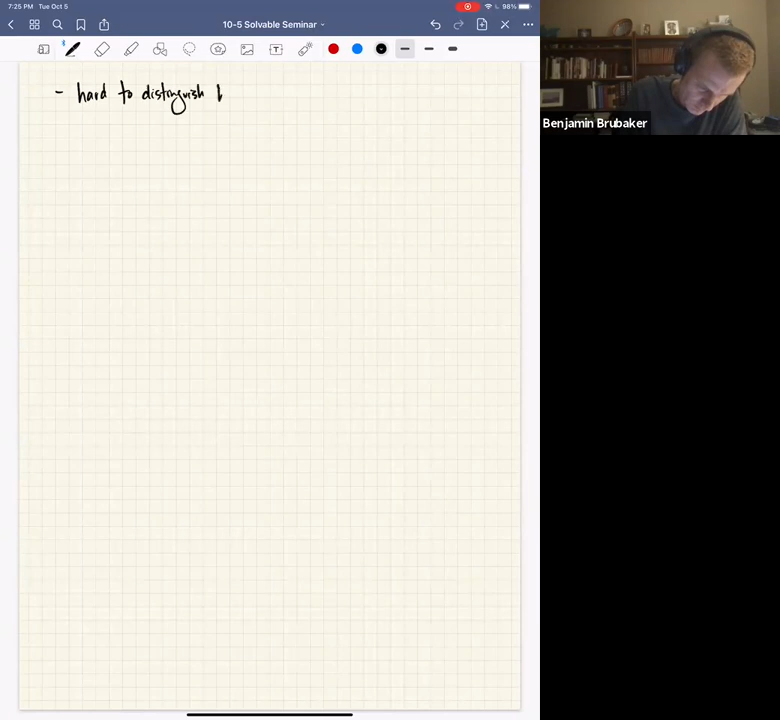 7:25 PM Tue Oct 5
98%
10-5 Solvable Seminar
T
- hard to distinguish
Benjamin Brubaker